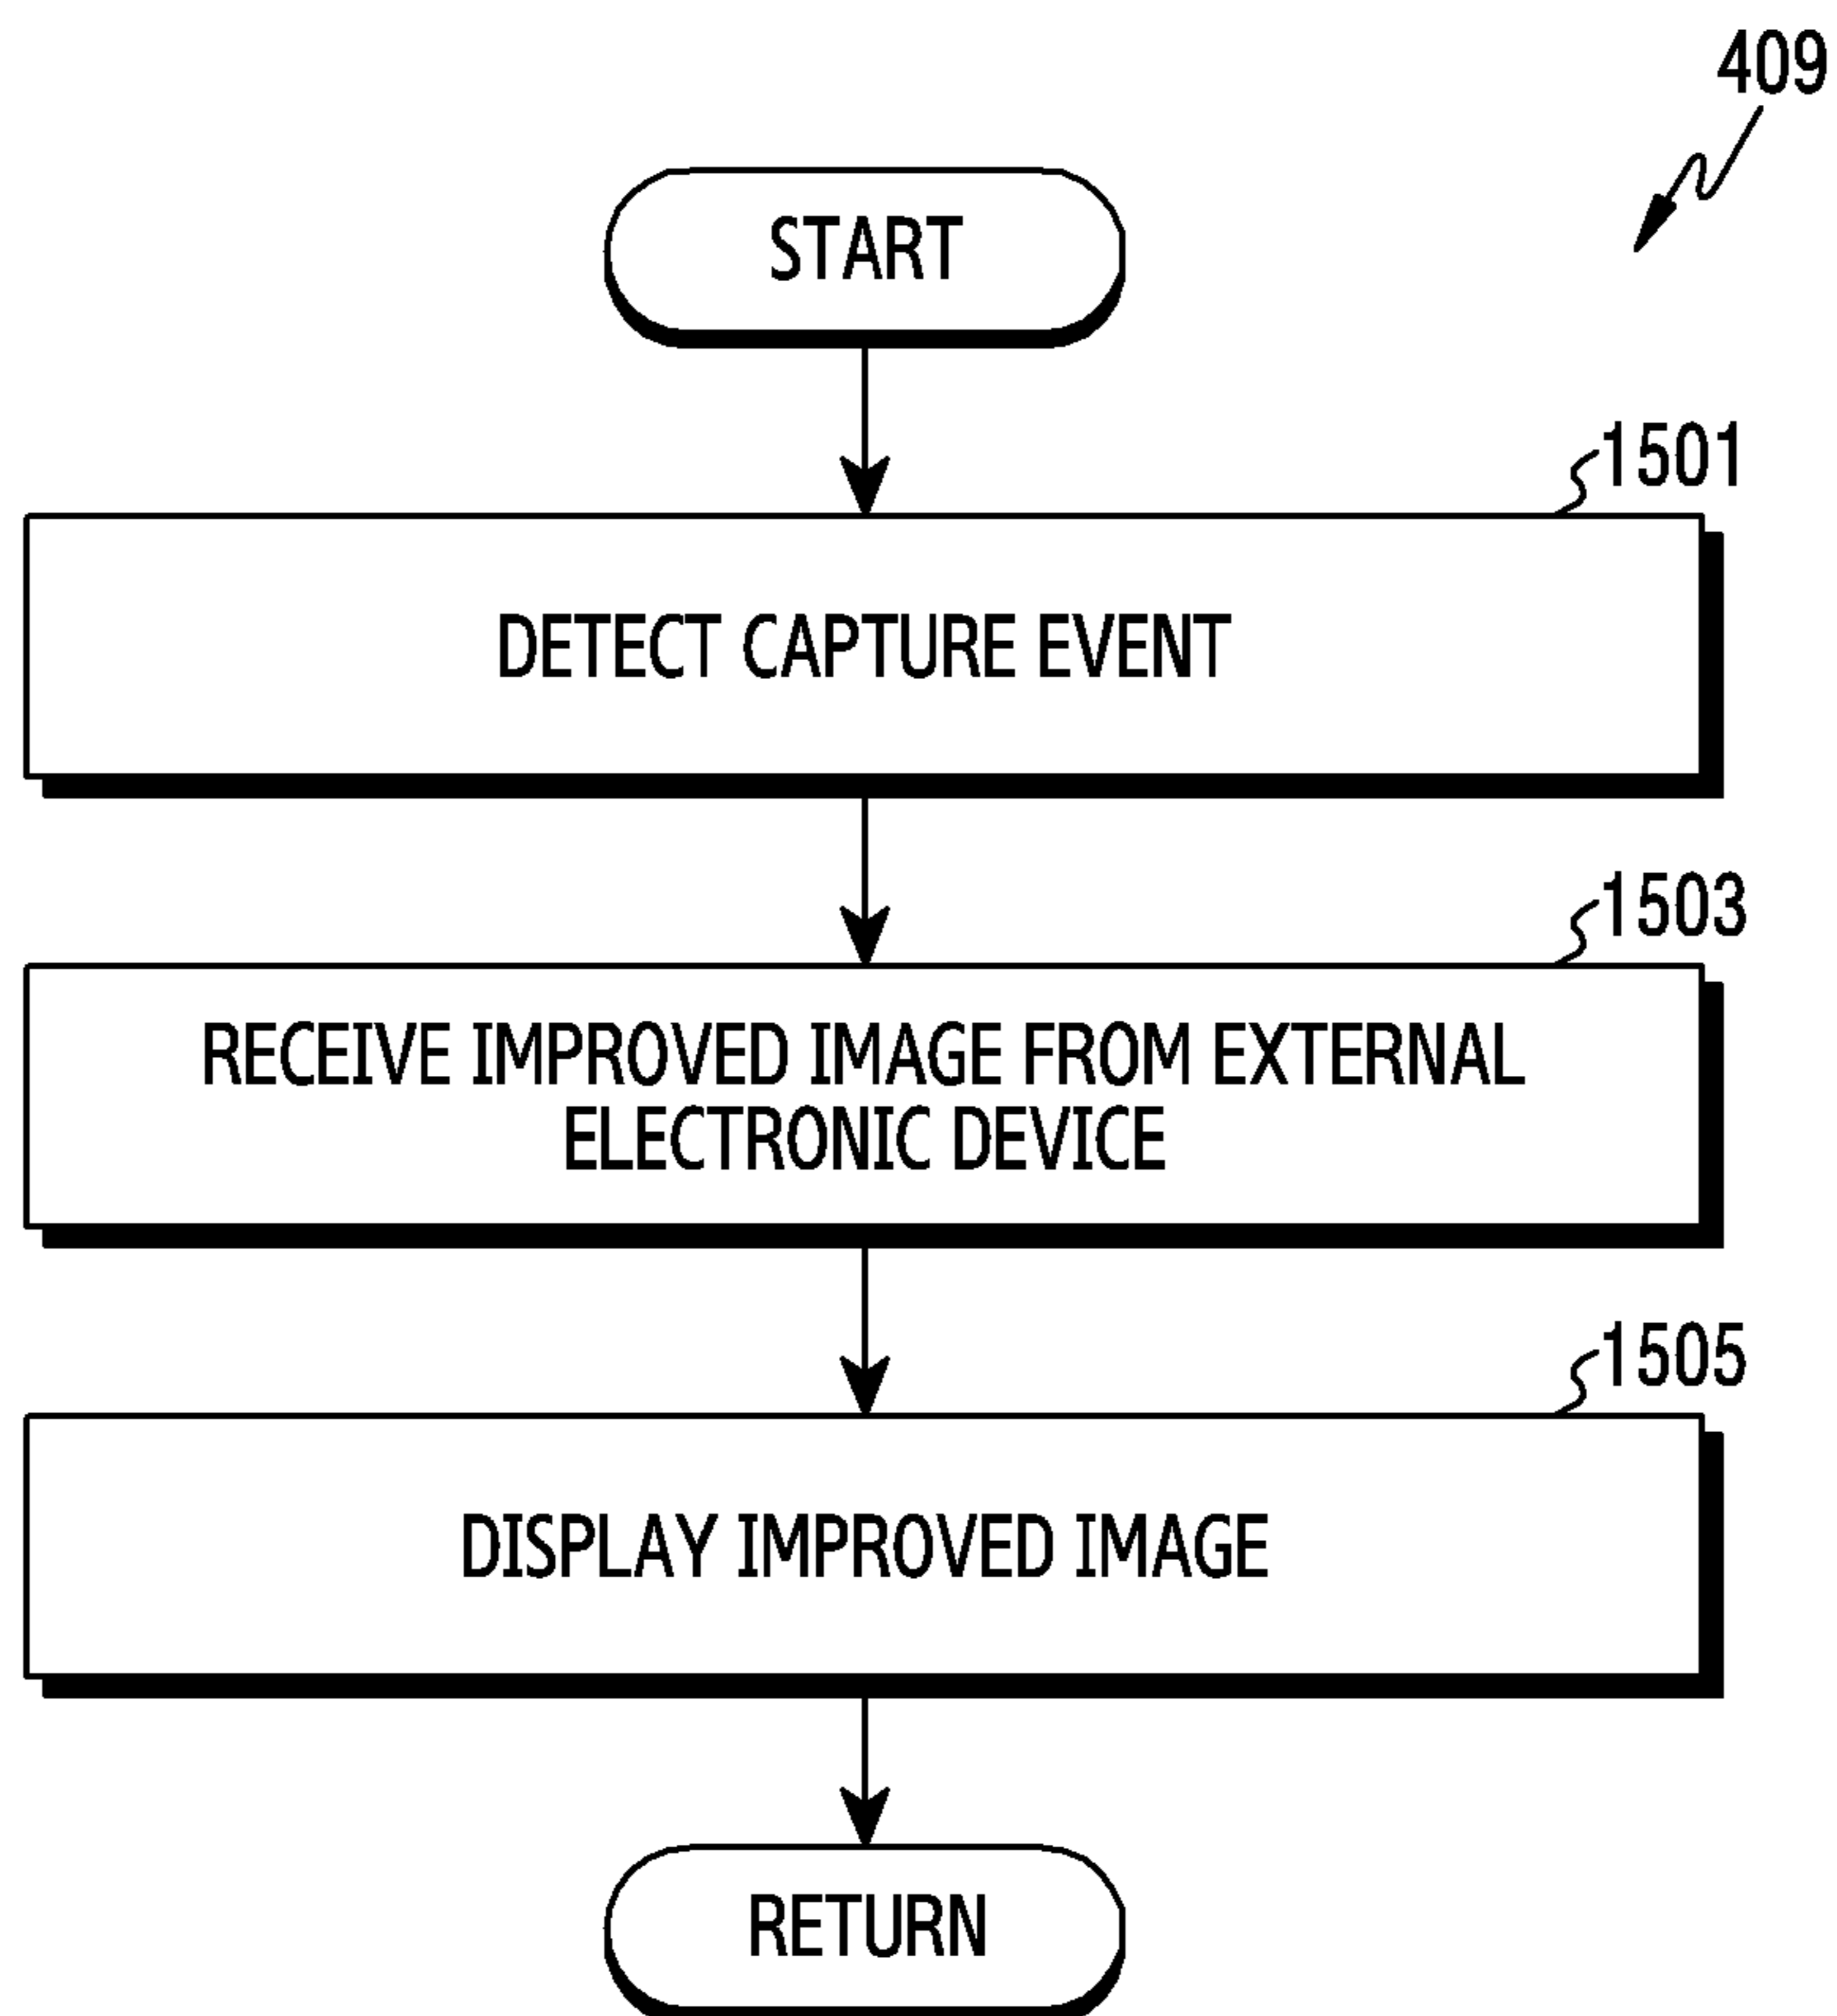 409
START
1501
DETECT CAPTURE EVENT
1503
RECEIVE IMPROVED IMAGE FROM EXTERNAL
ELECTRONIC DEVICE
1505
DISPLAY IMPROVED IMAGE
RETURN